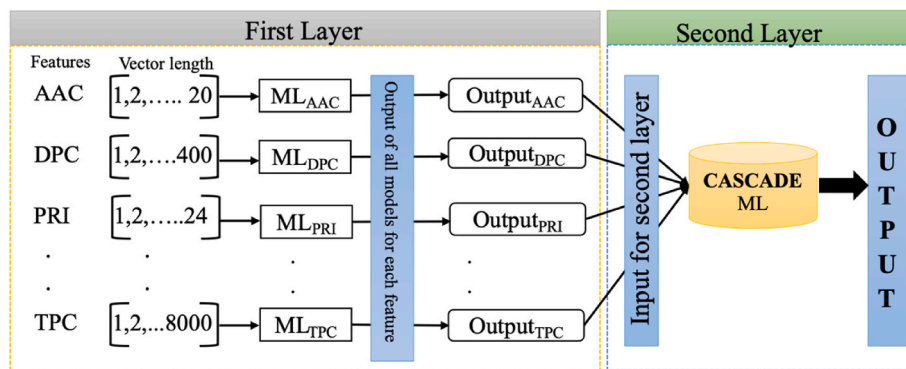 First Layer
Second Layer
Features
Vector length
AAC
[1,2,..... 20]
ML_AAC
Output_AAC
DPC
[1,2,....400]
ML_DPC
Output_DPC
PRI
[1,2,.....24]
ML_PRI
Output_PRI
. . . .
. . . .
TPC
[1,2,...8000]
ML_TPC
Output_TPC
Output of all models for each feature
Input for second layer
CASCADE
ML
OUTPUT